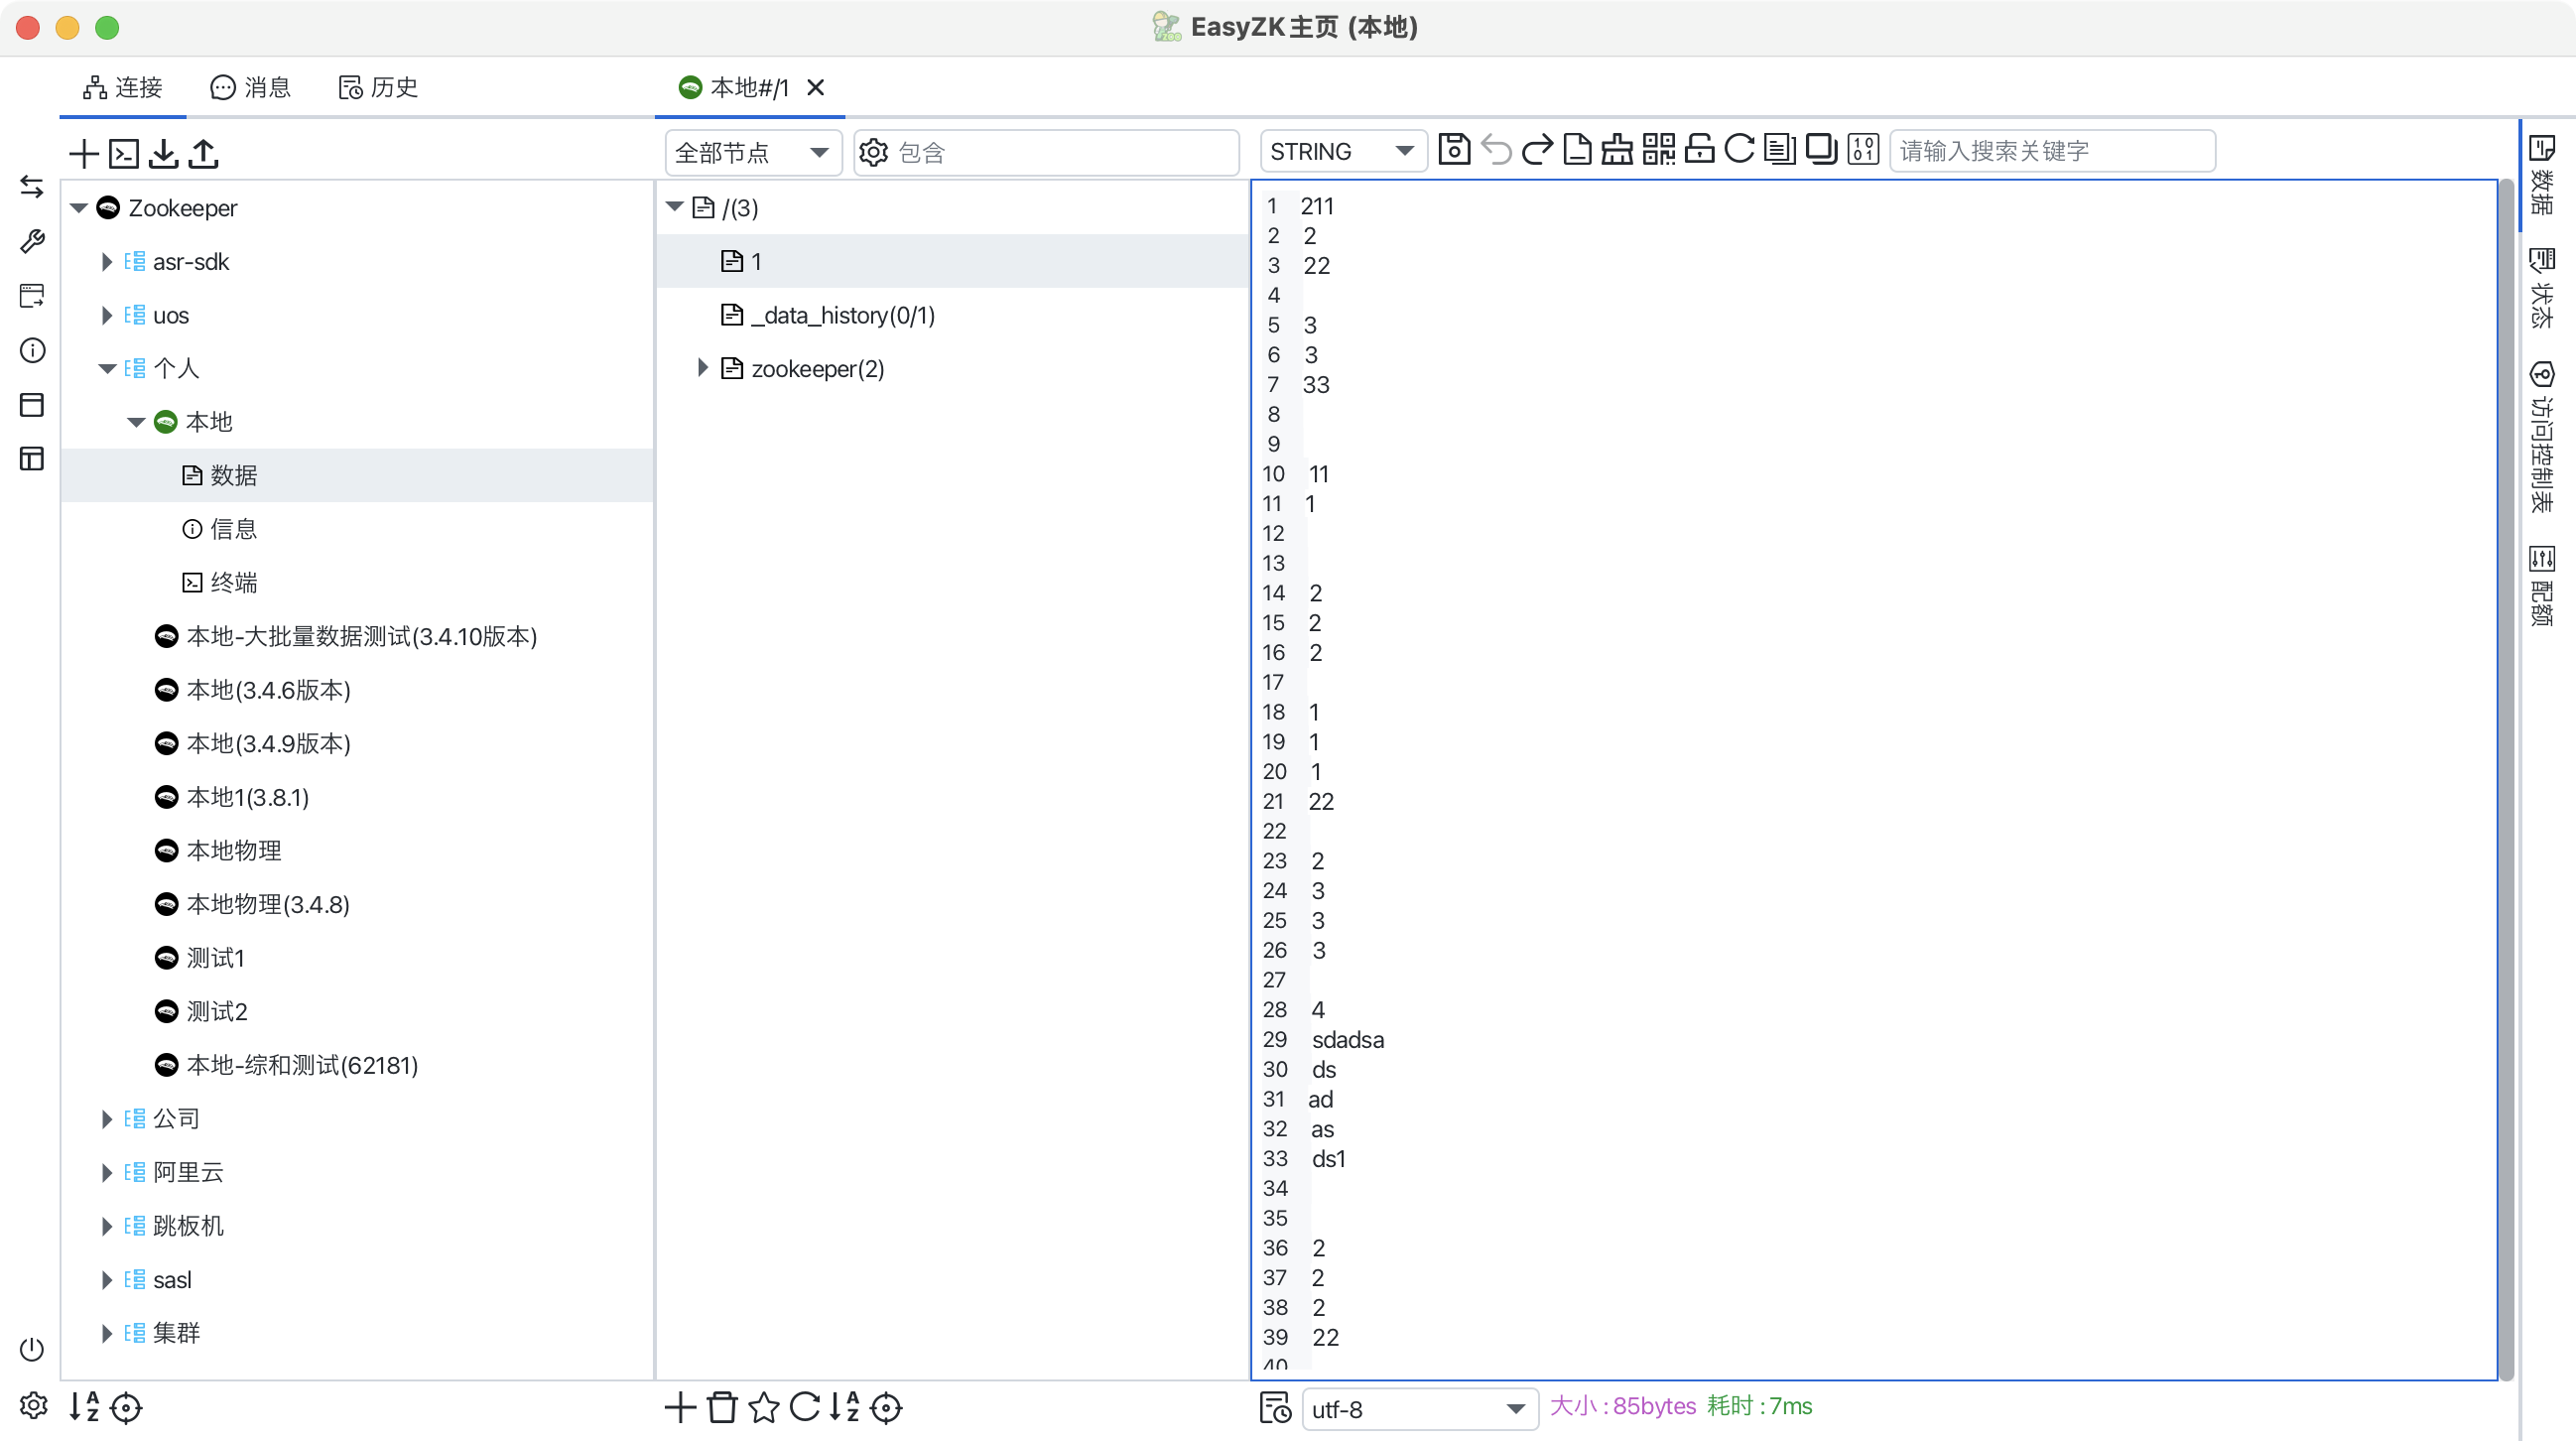 EasyZK主页 (本地)
连接 消息 历史
本地#/1
全部节点
包含
STRING
请输入搜索关键字
Zookeeper
asr-sdk
uos
个人
本地
数据
信息
终端
本地-大批量数据测试(3.4.10版本)
本地(3.4.6版本)
本地(3.4.9版本)
本地1(3.8.1)
本地物理
本地物理(3.4.8)
测试1
测试2
本地-综和测试(62181)
公司
阿里云
跳板机
sasl
集群
/(3)
1
_data_history(0/1)
zookeeper(2)
1 211
2 2
3 22
4
5 3
6 3
7 33
8
9
10 11
11 1
12
13
14 2
15 2
16 2
17
18 1
19 1
20 1
21 22
22
23 2
24 3
25 3
26 3
27
28 4
29 sdadsa
30 ds
31 ad
32 as
33 ds1
34
35
36 2
37 2
38 2
39 22
40
utf-8
大小 : 85bytes 耗时 : 7ms
数据
状态
访问控制表
配额